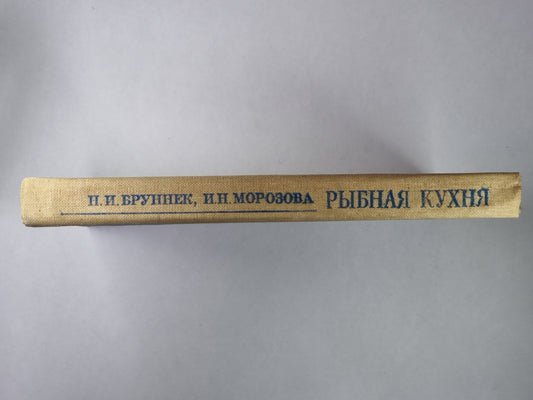 Н. И. БРУННЕК, И. Н. МОРОЗОВА РЫБНАЯ КУХНЯ